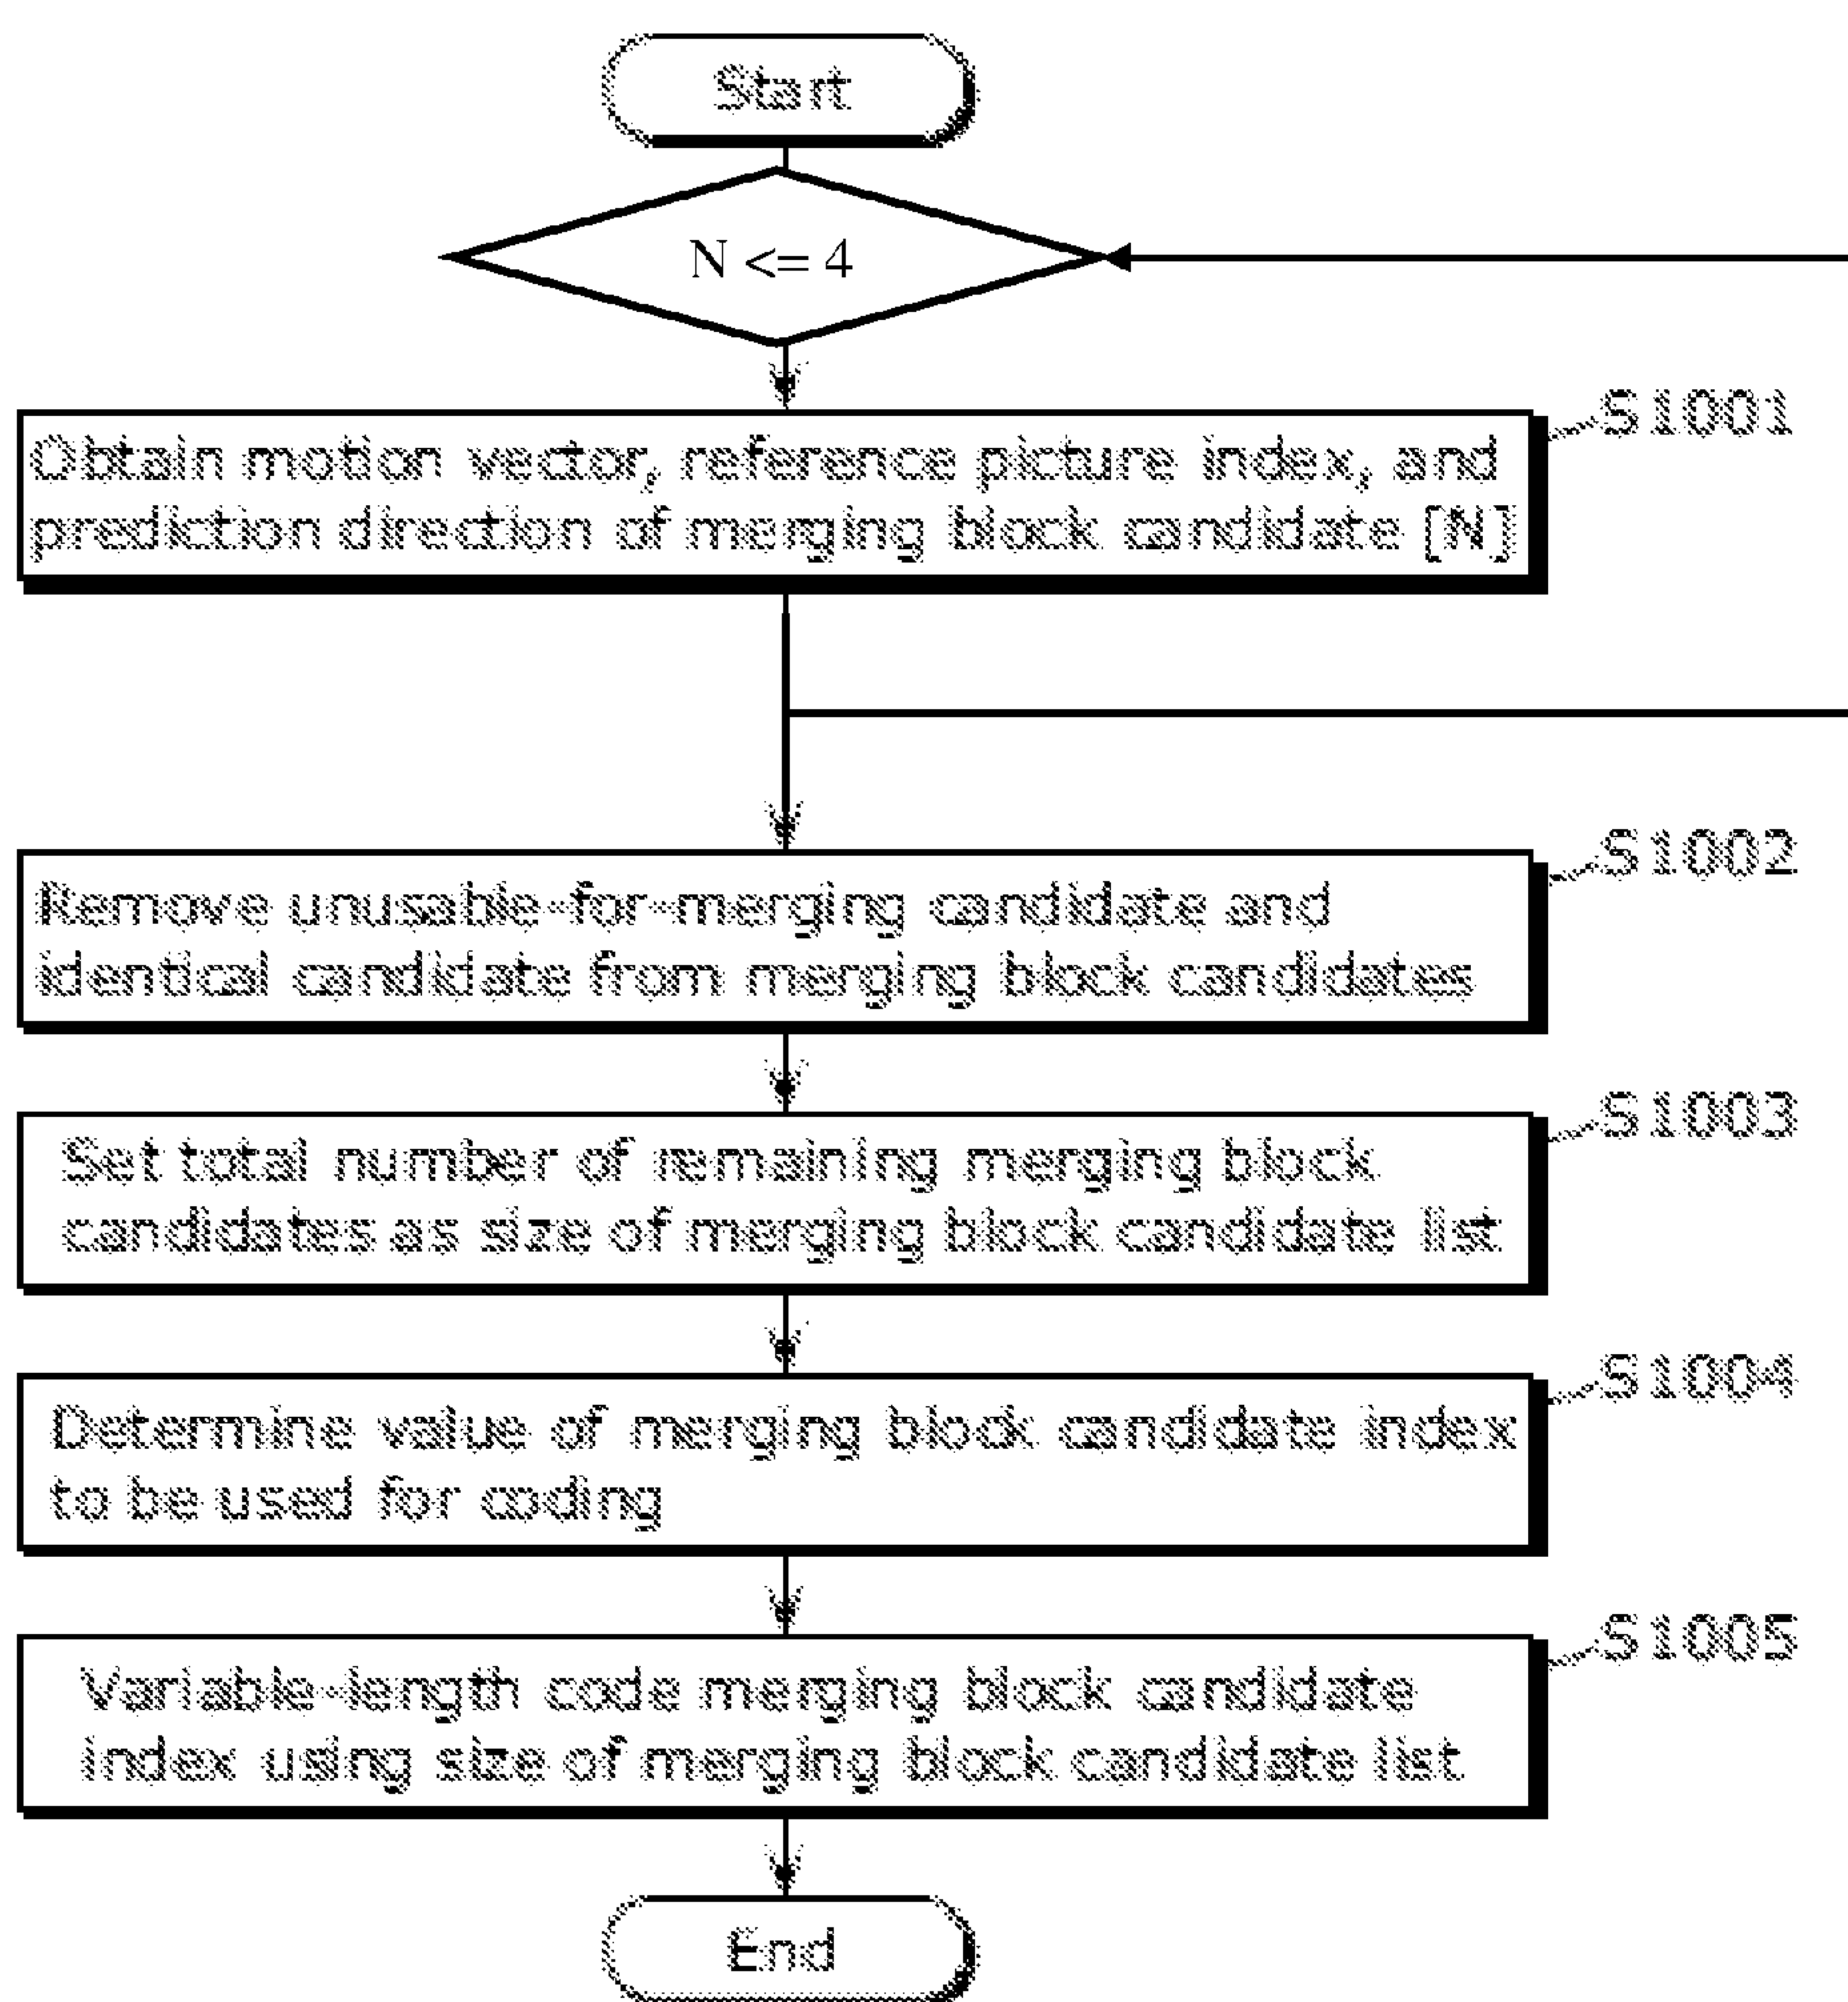 Start
N <= 4
S1001
Obtain motion vector, reference picture index, and
prediction direction of merging block candidate [N]
S1002
Remove unusable-for-merging candidate and
identical candidate from merging block candidates
S1003
Set total number of remaining merging block
candidates as size of merging block candidate list
S1004
Determine value of merging block candidate index
to be used for coding
S1005
Variable-length code merging block candidate
index using size of merging block candidate list
End